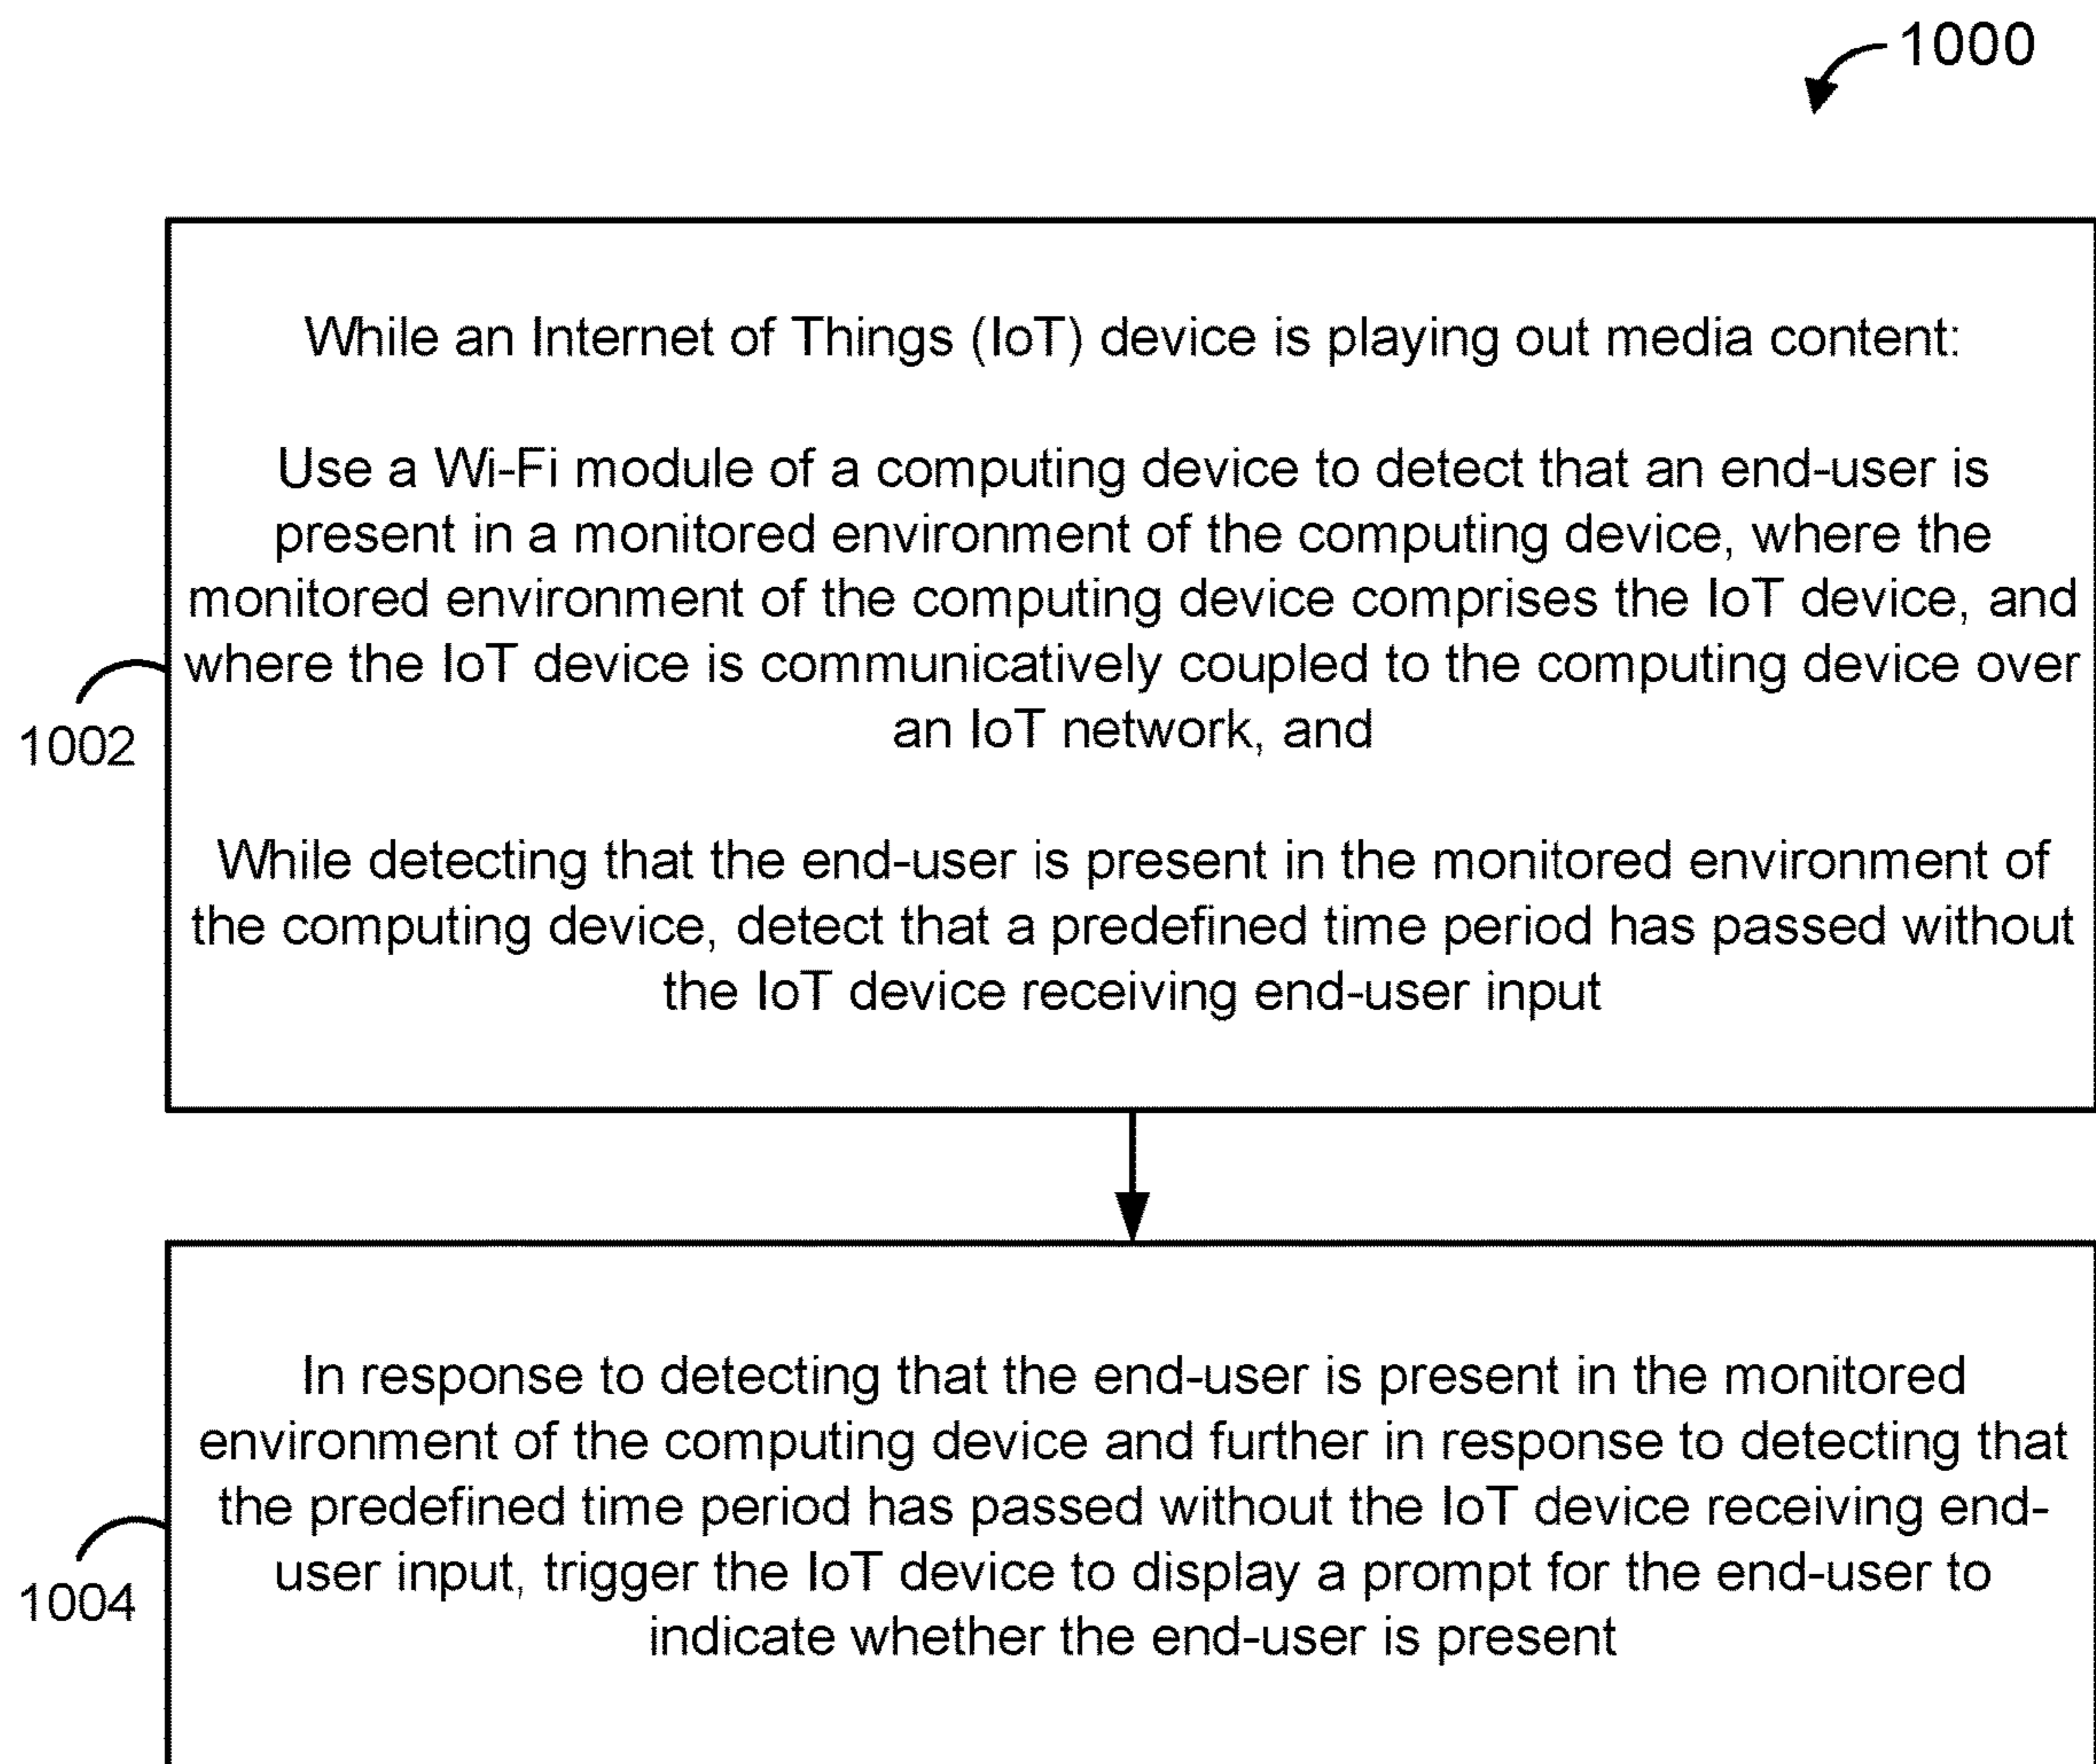 1000
While an Internet of Things (IoT) device is playing out media content:
Use a Wi-Fi module of a computing device to detect that an end-user is
present in a monitored environment of the computing device, where the
monitored environment of the computing device comprises the IoT device, and
where the IoT device is communicatively coupled to the computing device over
an IoT network, and
1002
While detecting that the end-user is present in the monitored environment of
the computing device, detect that a predefined time period has passed without
the IoT device receiving end-user input
In response to detecting that the end-user is present in the monitored
environment of the computing device and further in response to detecting that
the predefined time period has passed without the IoT device receiving end-
user input, trigger the IoT device to display a prompt for the end-user to
indicate whether the end-user is present
1004